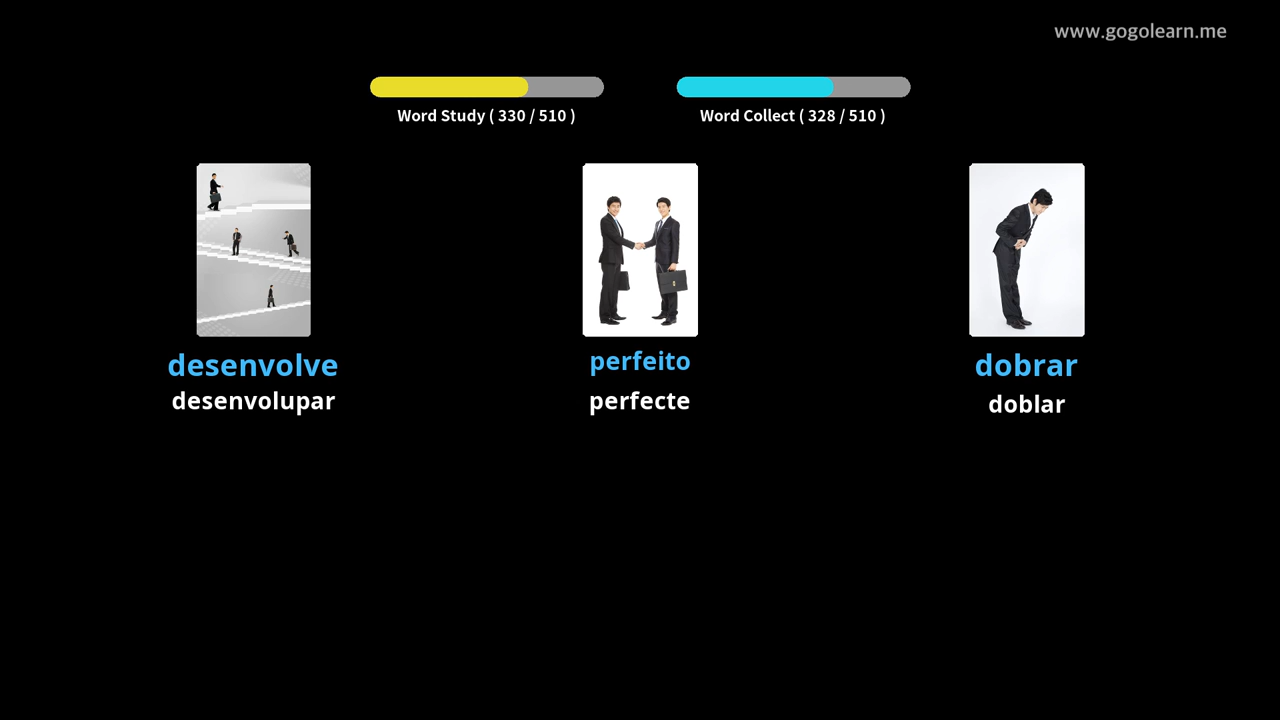 www.gogolearn.me
Word Study ( 330 / 510 )
Word Collect ( 328 / 510 )
desenvolve
desenvolupar
perfeito
perfecte
dobrar
doblar